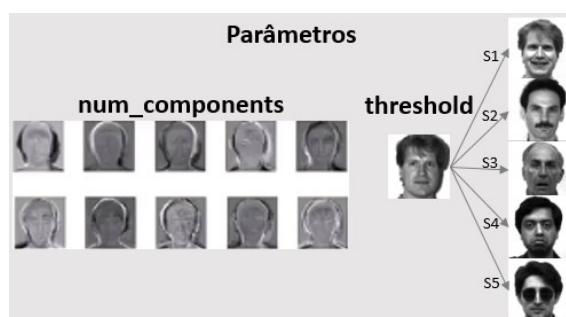 Parâmetros
num_components
threshold
S1
S2
S3
S4
S5